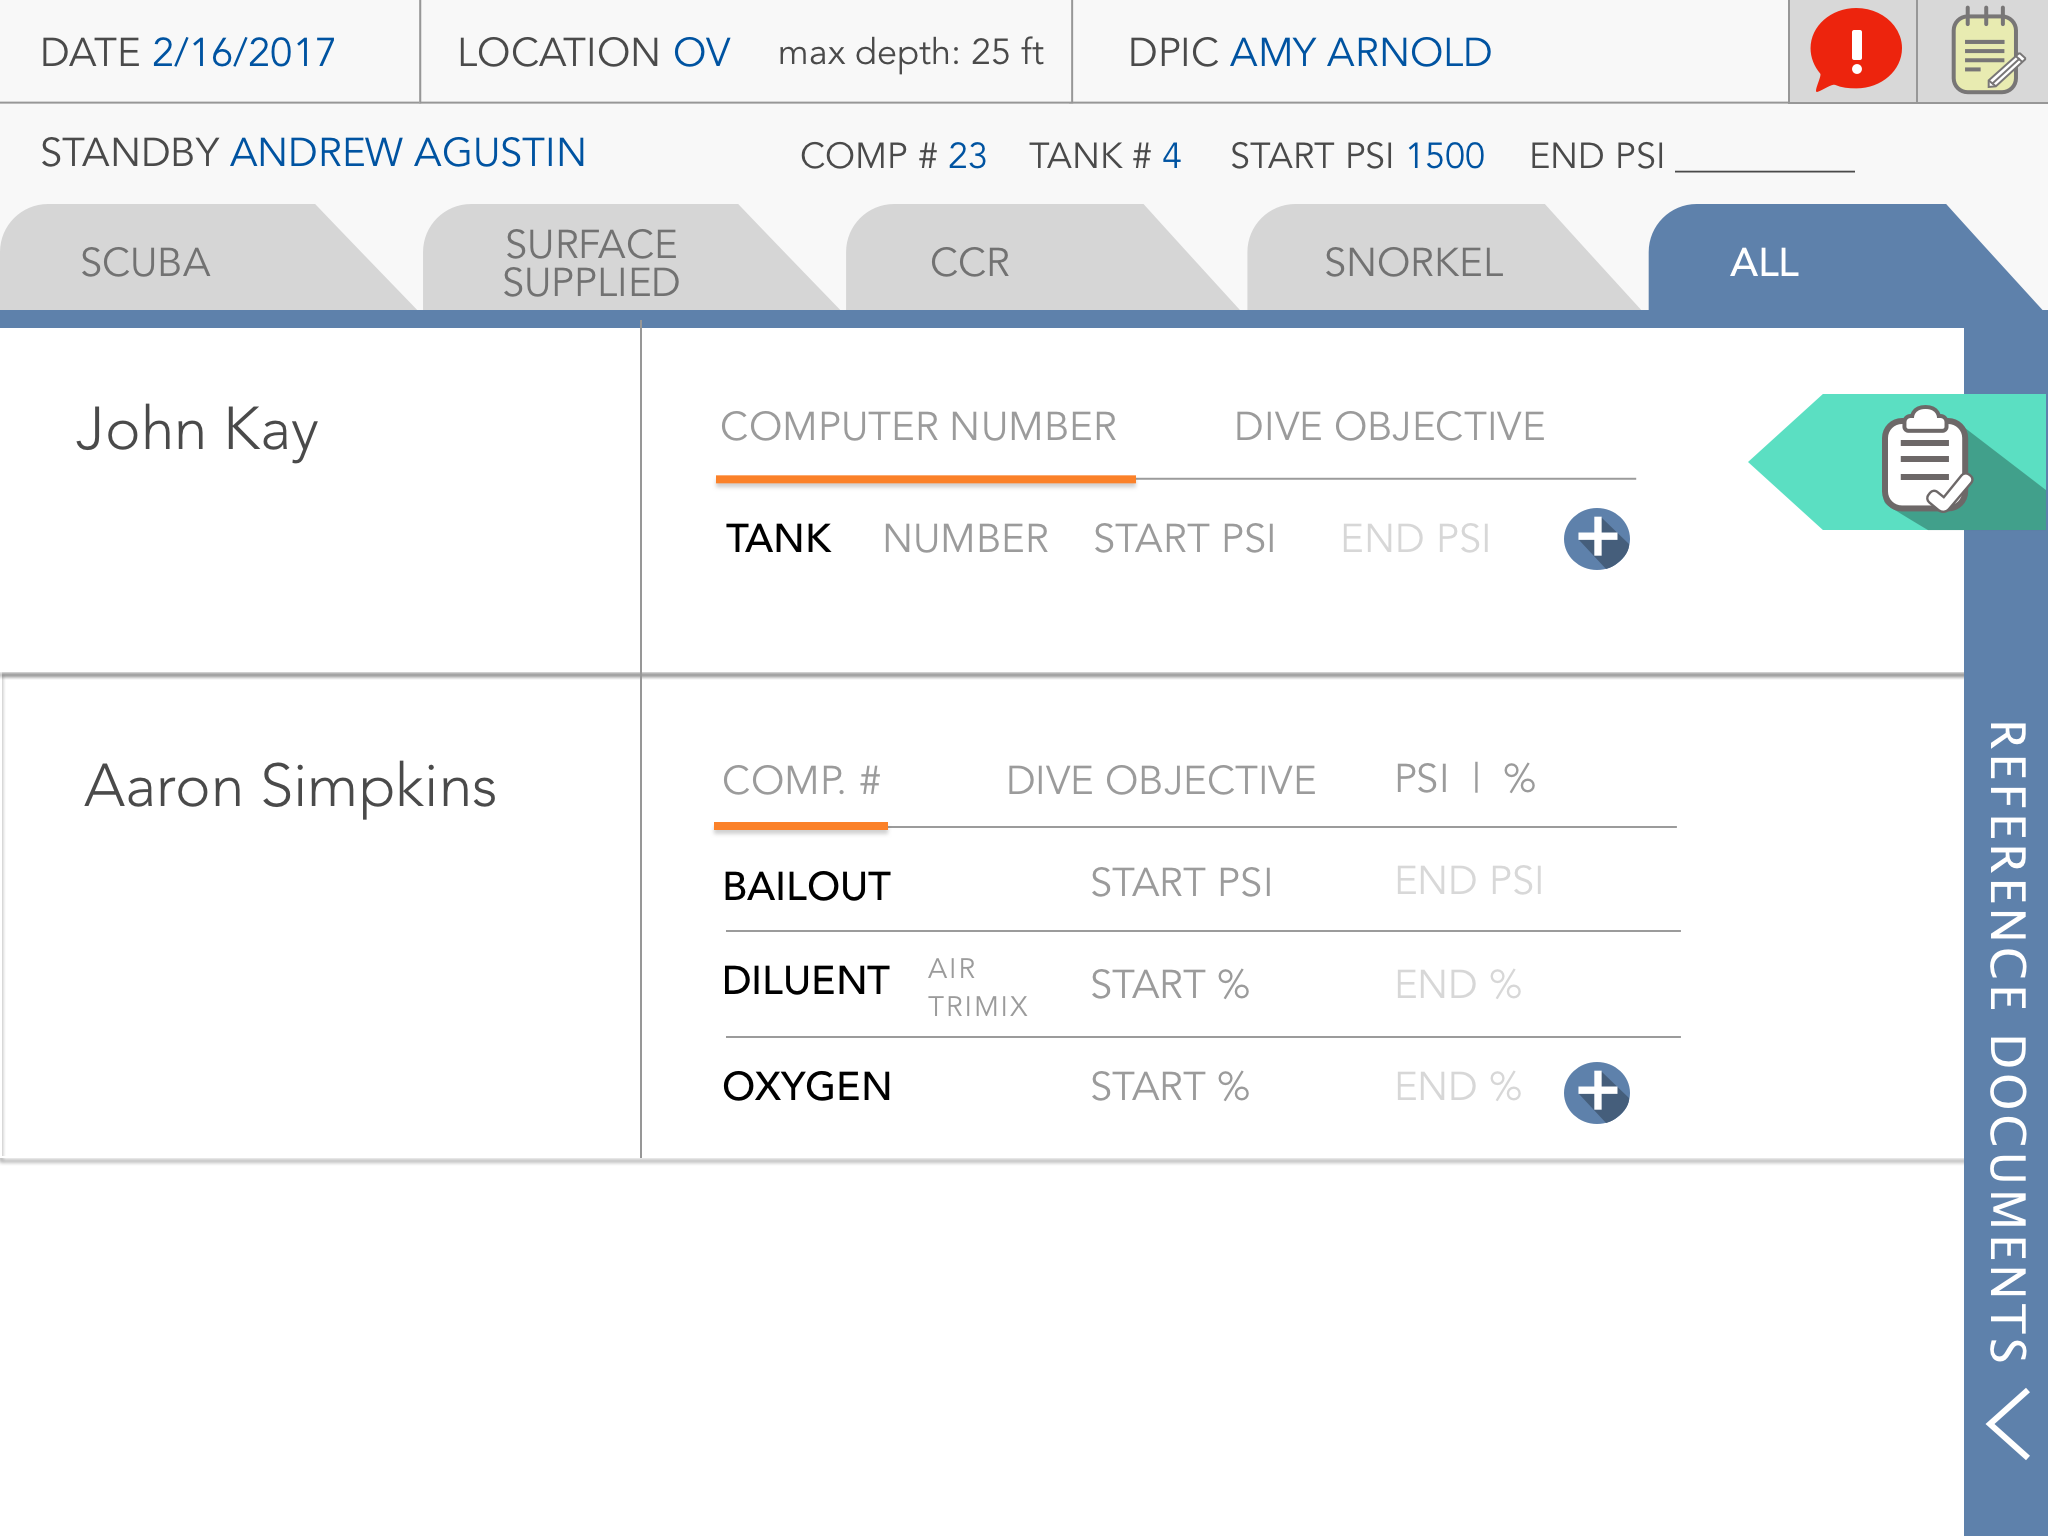 DATE 2/16/2017 LOCATION OV max depth: 25 ft DPIC AMY ARNOLD
STANDBY ANDREW AGUSTIN COMP # 23 TANK # 4 START PSI 1500 END PSI
SCUBA
SURFACE
SUPPLIED
CCR
SNORKEL
ALL
John Kay
COMPUTER NUMBER DIVE OBJECTIVE
TANK NUMBER START PSI END PSI
Aaron Simpkins
COMP. # DIVE OBJECTIVE PSI | %
BAILOUT START PSI END PSI
DILUENT
AIR
TRIMIX
START % END %
OXYGEN START % END %
REFERENCE DOCUMENTS